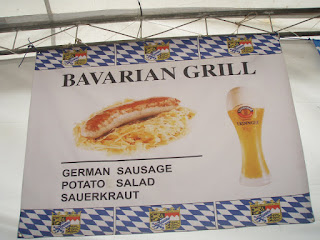 BAVARIAN GRILL
GERMAN SAUSAGE
POTATO SALAD
SAUERKRAUT